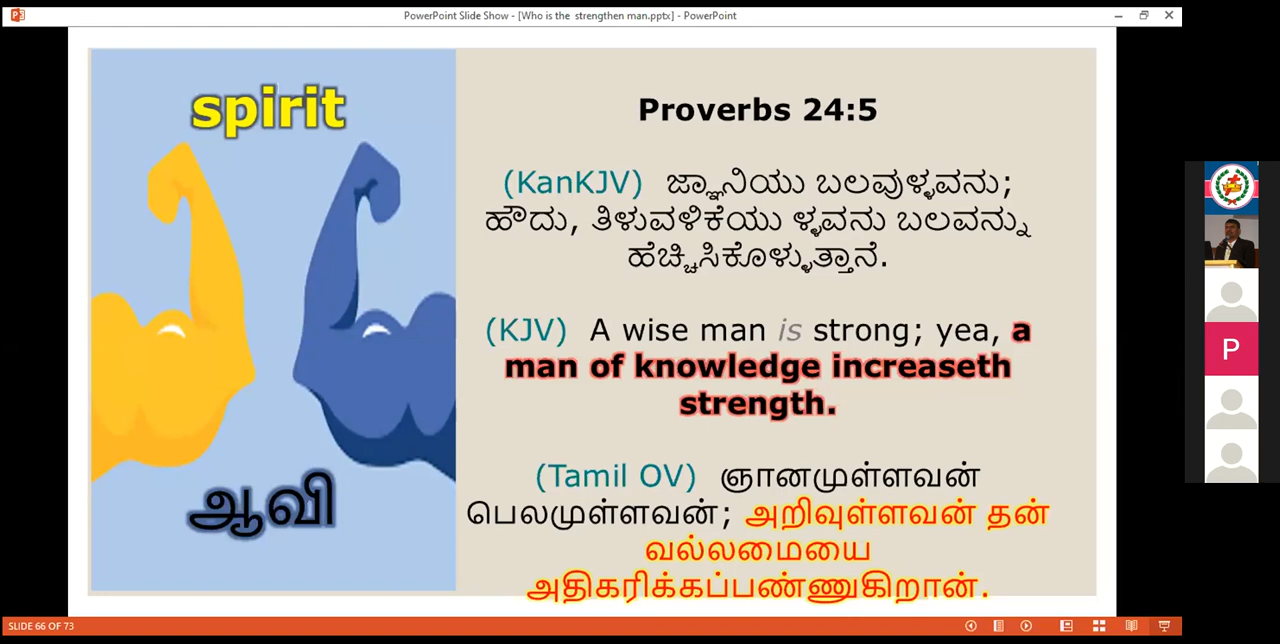 PowerPoint Slide Show - [Who is the  strengthen man.pptx] - PowerPoint
spirit
ஆவி
Proverbs 24:5
(KanKJV) ಜ್ಞಾನಿಯು ಬಲವುಳ್ಳವನು;
ಹೌದು, ತಿಳುವಳಿಕೆಯು ಳ್ಳವನು ಬಲವನ್ನು
ಹೆಚ್ಚಿಸಿಕೊಳ್ಳುತ್ತಾನೆ.
(KJV) A wise man is strong; yea, a
man of knowledge increaseth
strength.
(Tamil OV) ஞானமுள்ளவன்
பெலமுள்ளவன்; அறிவுள்ளவன் தன்
வல்லமையை
அதிகரிக்கப்பண்ணுகிறான்.
P
SLIDE 66 OF 73